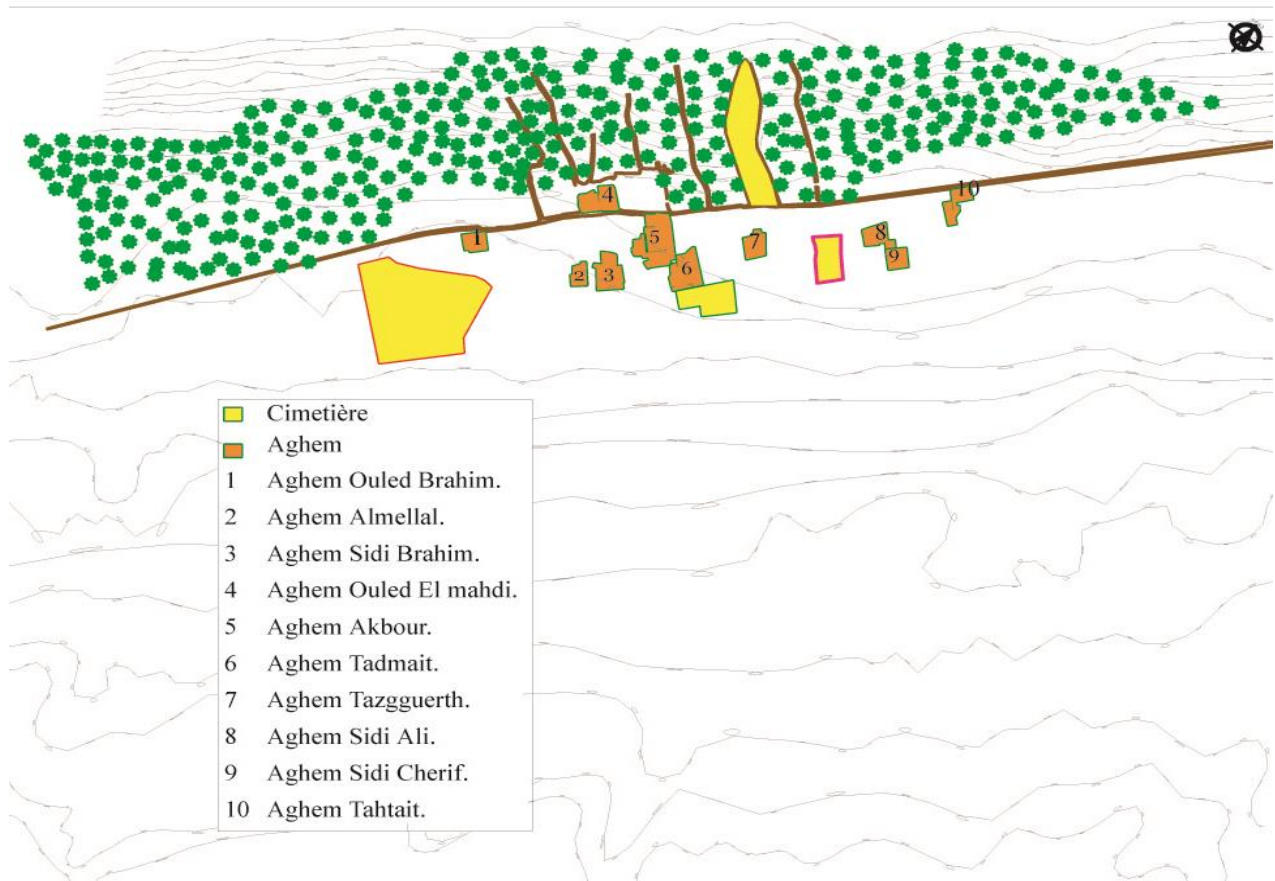 10
4
1
5
8
7
9
6
2
3
Cimetière
Aghem
1 Aghem Ouled Brahim.
2 Aghem Almellal.
3 Aghem Sidi Brahim.
4 Aghem Ouled El mahdi.
5 Aghem Akbour.
6 Aghem Tadmait.
7 Aghem Tazgguerth.
8 Aghem Sidi Ali.
9 Aghem Sidi Cherif.
10 Aghem Tahtait.